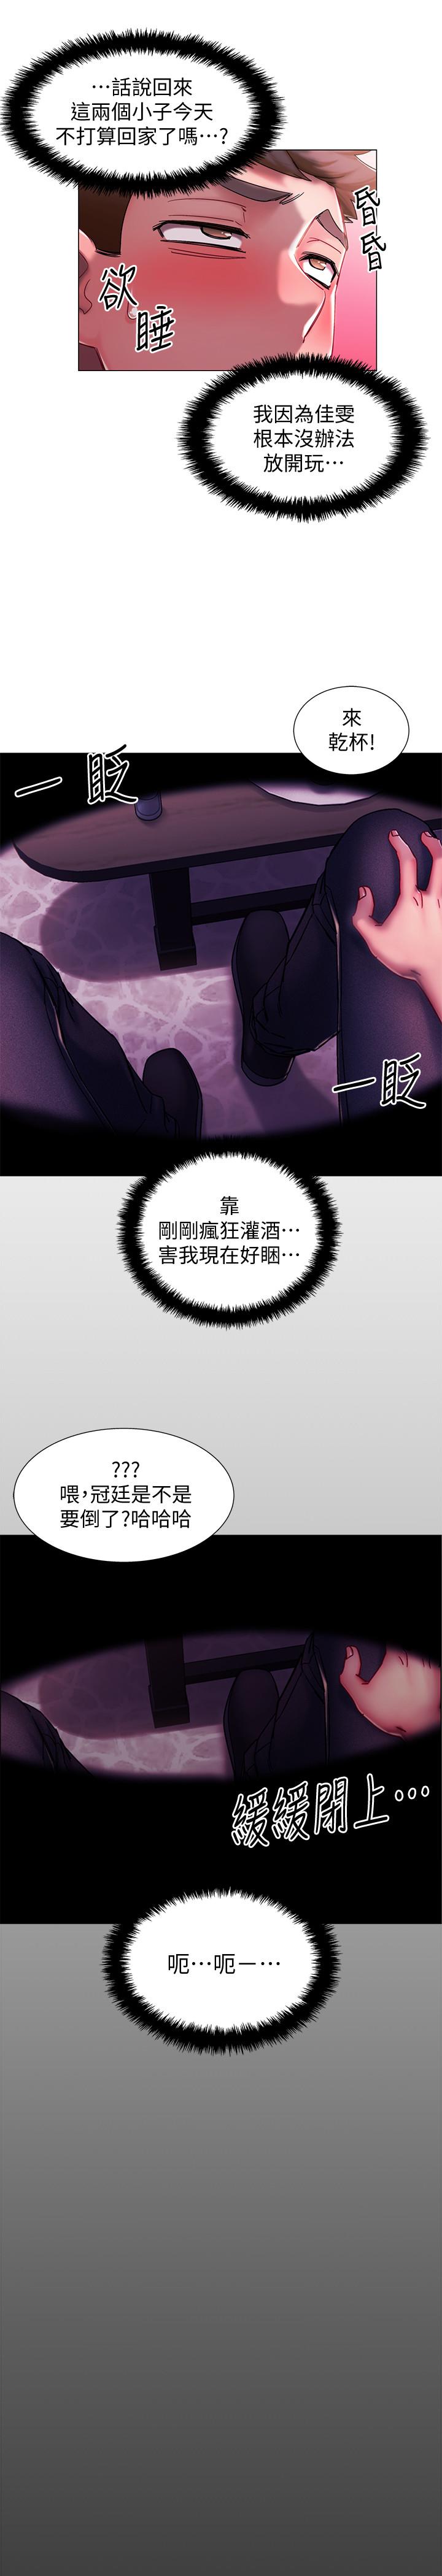 …話說回來
這兩個小子今天
不打算回家了嗎…?
昏昏
欲睡
我因為佳雯
根本沒辦法
放開玩…
來
乾杯!
一眨
一眨
靠
剛剛瘋狂灌酒…
害我現在好睏…
???
喂,冠廷是不是
要倒了?哈哈哈
緩緩閉上…
呃…呃－…